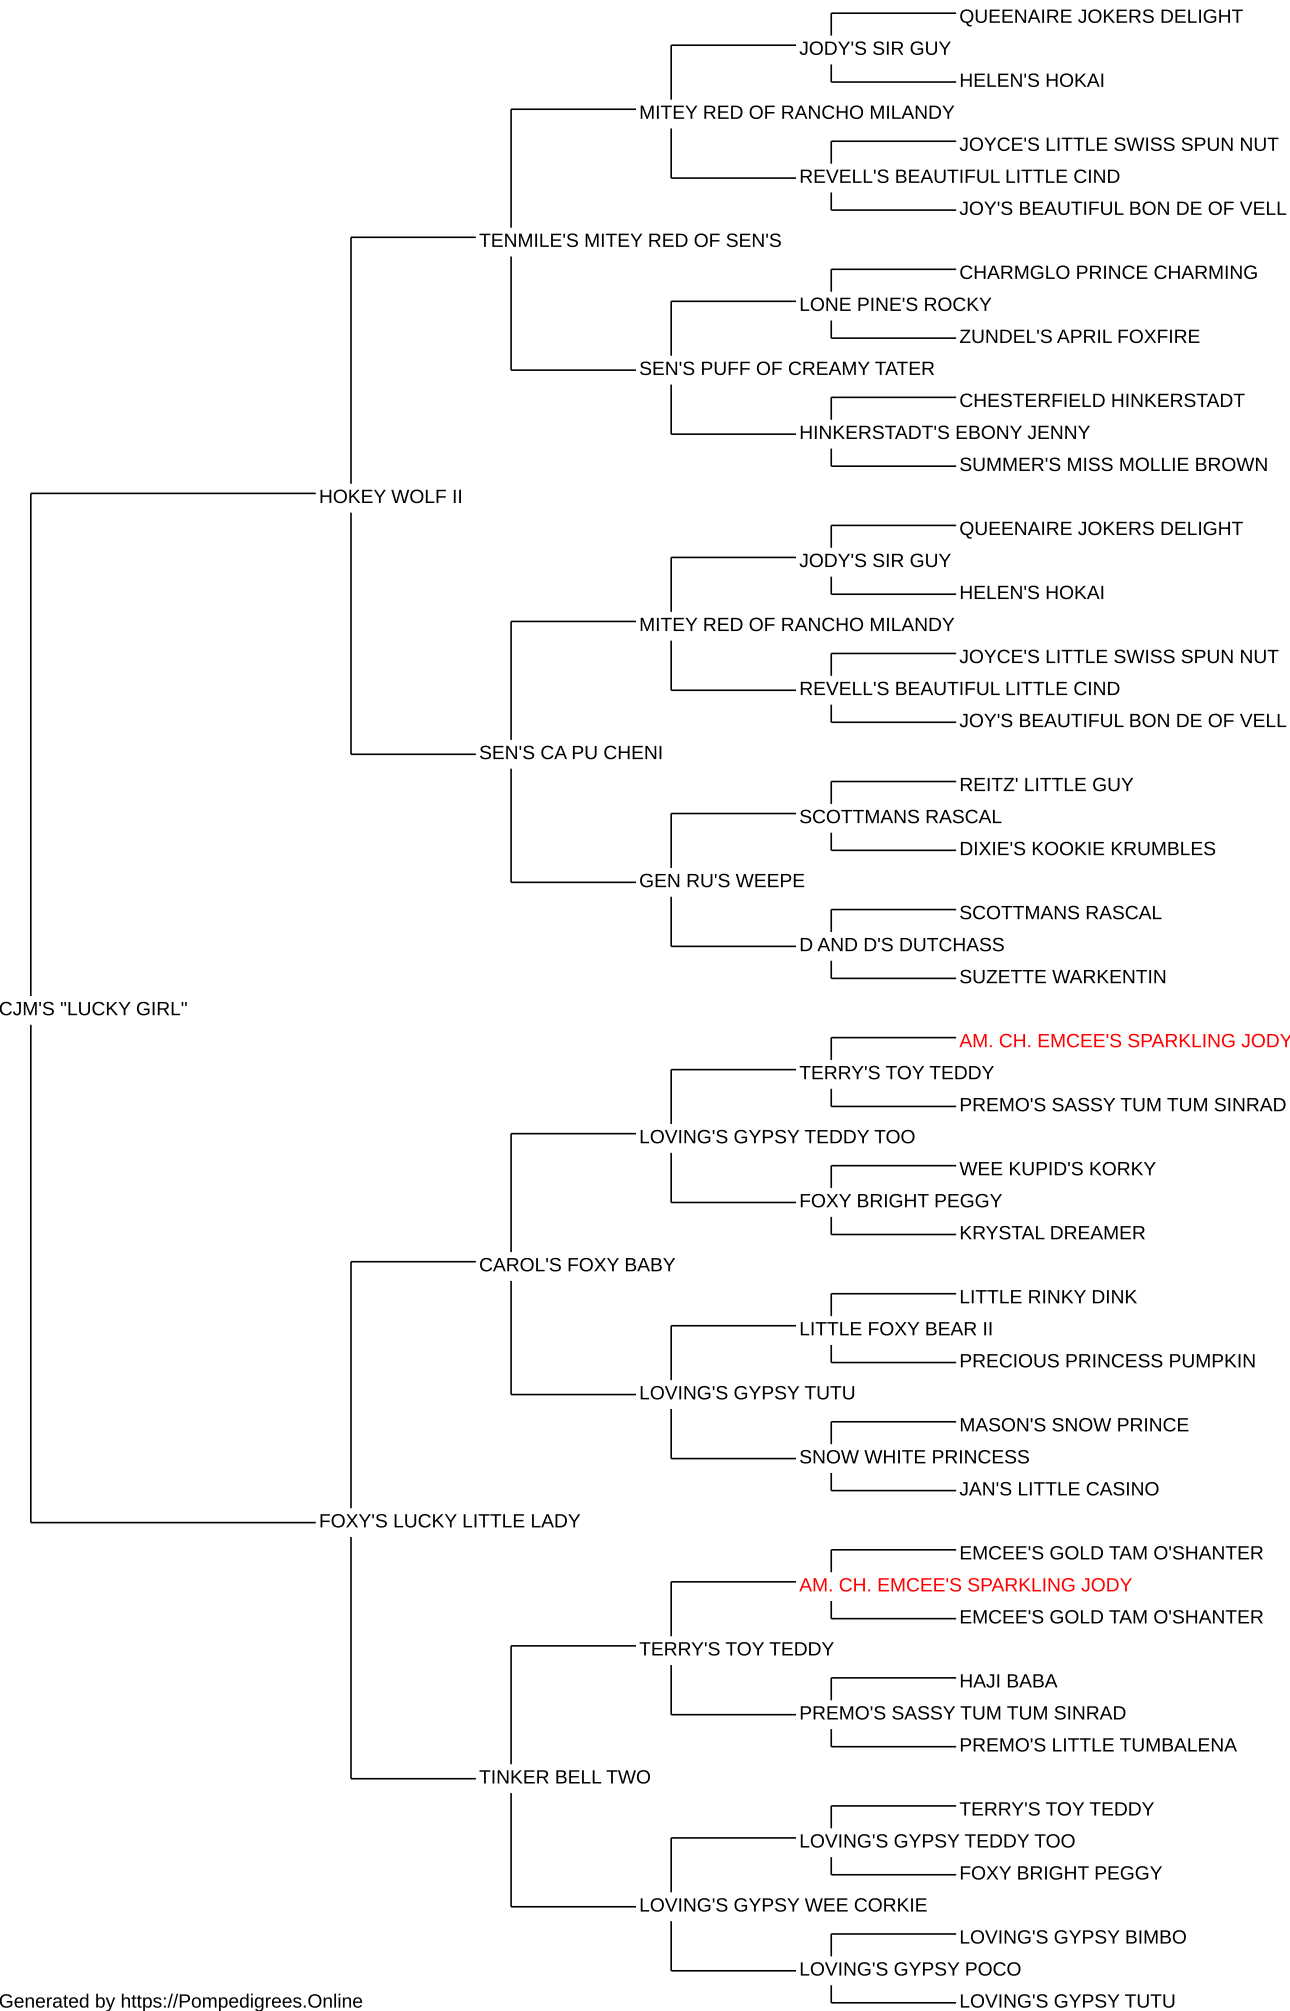 QUEENAIRE JOKERS DELIGHT
JODY'S SIR GUY
HELEN'S HOKAI
MITEY RED OF RANCHO MILANDY
JOYCE'S LITTLE SWISS SPUN NUT
REVELL'S BEAUTIFUL LITTLE CIND
JOY'S BEAUTIFUL BON DE OF VELL
TENMILE'S MITEY RED OF SEN'S
CHARMGLO PRINCE CHARMING
LONE PINE'S ROCKY
ZUNDEL'S APRIL FOXFIRE
SEN'S PUFF OF CREAMY TATER
CHESTERFIELD HINKERSTADT
HINKERSTADT'S EBONY JENNY
SUMMER'S MISS MOLLIE BROWN
HOKEY WOLF II
QUEENAIRE JOKERS DELIGHT
JODY'S SIR GUY
HELEN'S HOKAI
MITEY RED OF RANCHO MILANDY
JOYCE'S LITTLE SWISS SPUN NUT
REVELL'S BEAUTIFUL LITTLE CIND
JOY'S BEAUTIFUL BON DE OF VELL
SEN'S CA PU CHENI
REITZ' LITTLE GUY
SCOTTMANS RASCAL
DIXIE'S KOOKIE KRUMBLES
GEN RU'S WEEPE
SCOTTMANS RASCAL
D AND D'S DUTCHASS
SUZETTE WARKENTIN
CJM'S "LUCKY GIRL"
AM. CH. EMCEE'S SPARKLING JODY
TERRY'S TOY TEDDY
PREMO'S SASSY TUM TUM SINRAD
LOVING'S GYPSY TEDDY TOO
WEE KUPID'S KORKY
FOXY BRIGHT PEGGY
KRYSTAL DREAMER
CAROL'S FOXY BABY
LITTLE RINKY DINK
LITTLE FOXY BEAR II
PRECIOUS PRINCESS PUMPKIN
LOVING'S GYPSY TUTU
MASON'S SNOW PRINCE
SNOW WHITE PRINCESS
JAN'S LITTLE CASINO
FOXY'S LUCKY LITTLE LADY
EMCEE'S GOLD TAM O'SHANTER
AM. CH. EMCEE'S SPARKLING JODY
EMCEE'S GOLD TAM O'SHANTER
TERRY'S TOY TEDDY
HAJI BABA
PREMO'S SASSY TUM TUM SINRAD
PREMO'S LITTLE TUMBALENA
TINKER BELL TWO
TERRY'S TOY TEDDY
LOVING'S GYPSY TEDDY TOO
FOXY BRIGHT PEGGY
LOVING'S GYPSY WEE CORKIE
LOVING'S GYPSY BIMBO
LOVING'S GYPSY POCO
LOVING'S GYPSY TUTU
Generated by https://Pompedigrees.Online